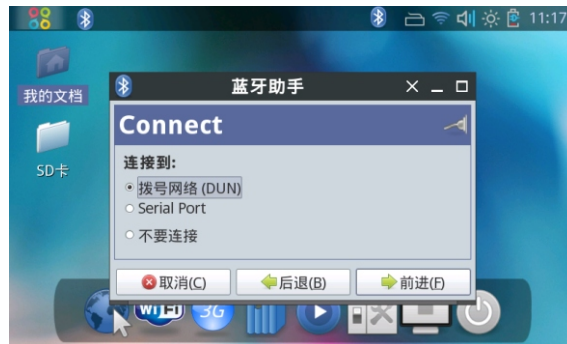 11:17
我的文档
SD卡
蓝牙助手
Connect
连接到:
拨号网络 (DUN)
Serial Port
不要连接
取消(C)
后退(B)
前进(F)
WiFi
3G